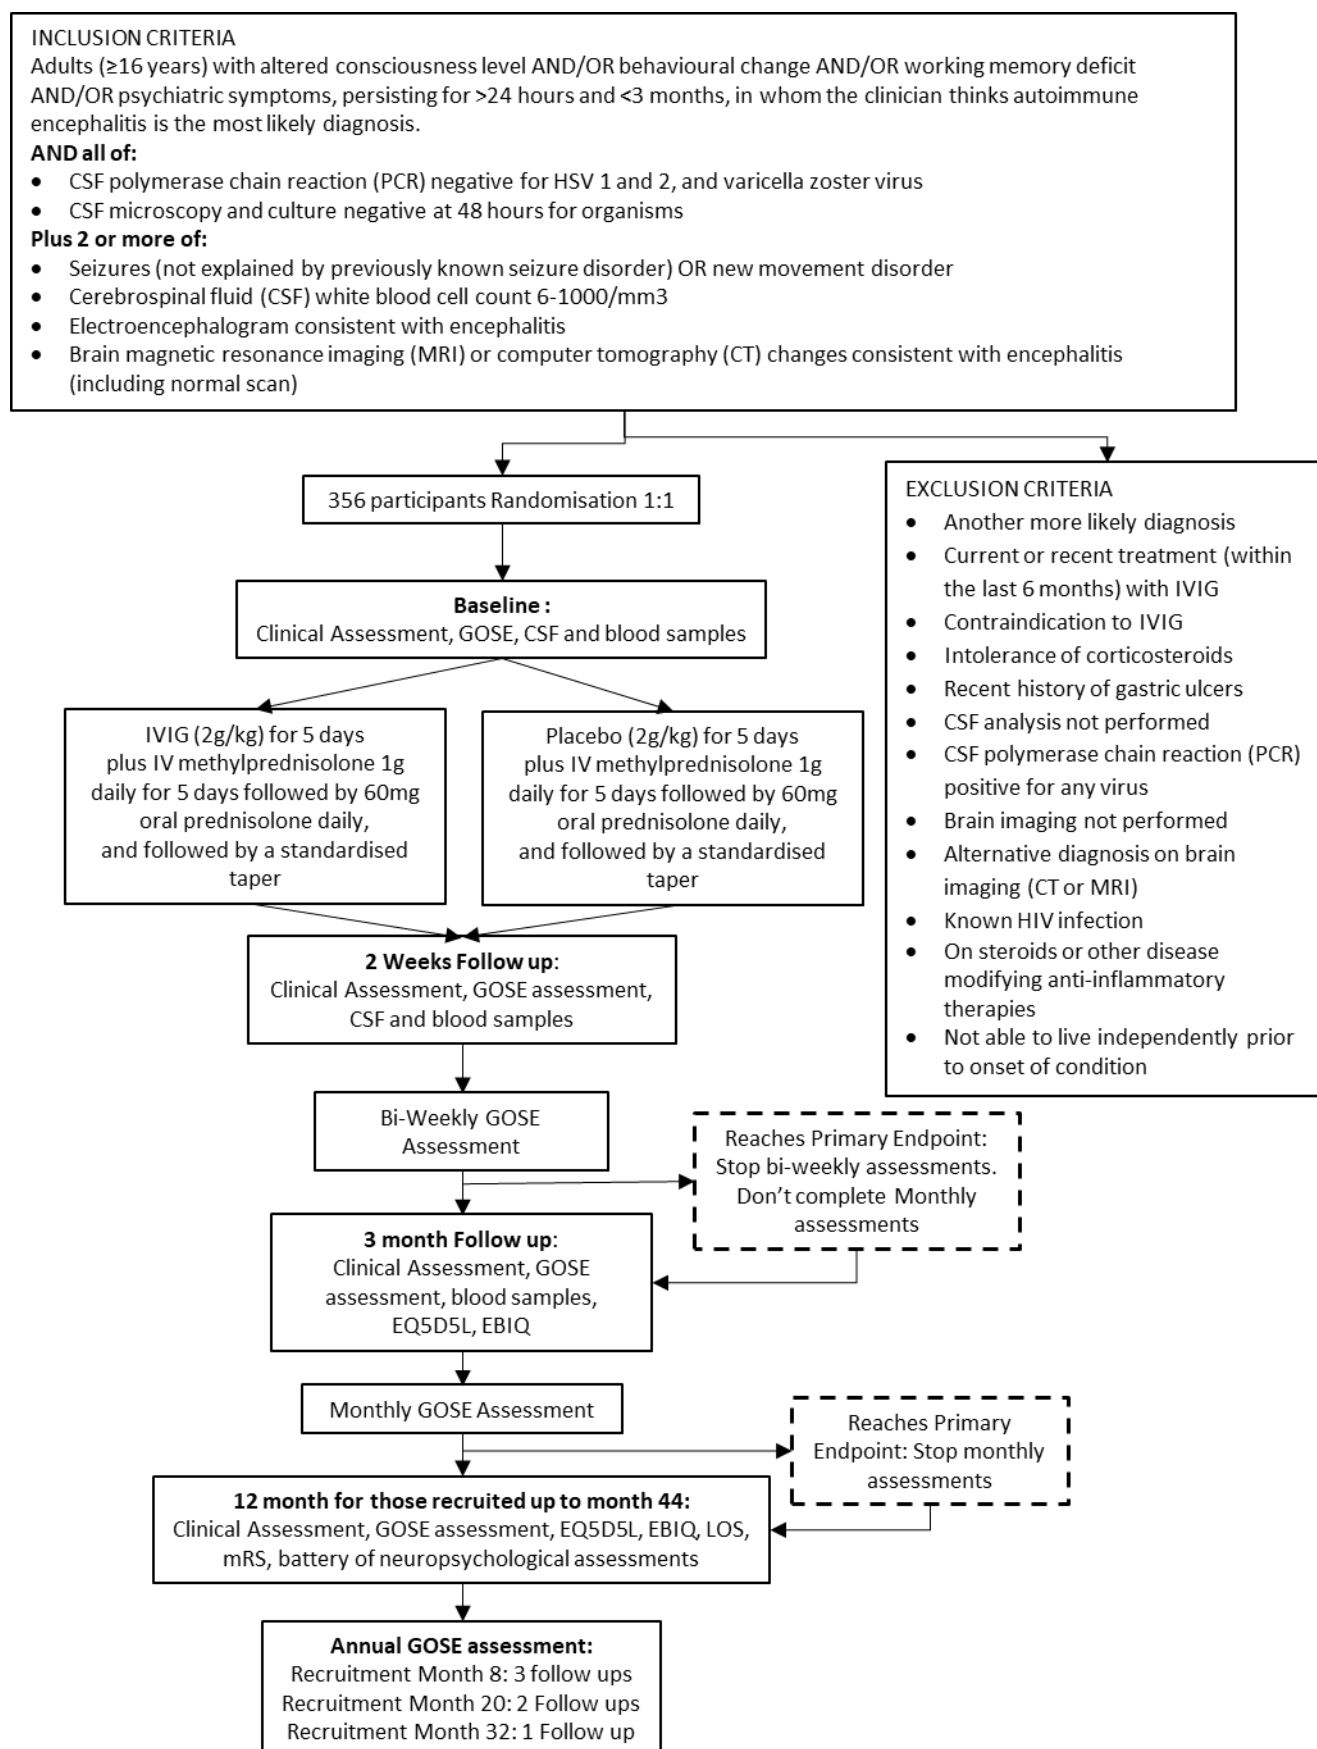 INCLUSION CRITERIA
Adults (≥16 years) with altered consciousness level AND/OR behavioural change AND/OR working memory deficit
AND/OR psychiatric symptoms, persisting for >24 hours and <3 months, in whom the clinician thinks autoimmune
encephalitis is the most likely diagnosis.
AND all of:
• CSF polymerase chain reaction (PCR) negative for HSV 1 and 2, and varicella zoster virus
• CSF microscopy and culture negative at 48 hours for organisms
Plus 2 or more of:
• Seizures (not explained by previously known seizure disorder) OR new movement disorder
• Cerebrospinal fluid (CSF) white blood cell count 6-1000/mm3
• Electroencephalogram consistent with encephalitis
• Brain magnetic resonance imaging (MRI) or computer tomography (CT) changes consistent with encephalitis
(including normal scan)
356 participants Randomisation 1:1
Baseline :
Clinical Assessment, GOSE, CSF and blood samples
IVIG (2g/kg) for 5 days
plus IV methylprednisolone 1g
daily for 5 days followed by 60mg
oral prednisolone daily,
and followed by a standardised
taper
Placebo (2g/kg) for 5 days
plus IV methylprednisolone 1g
daily for 5 days followed by 60mg
oral prednisolone daily,
and followed by a standardised
taper
EXCLUSION CRITERIA
• Another more likely diagnosis
• Current or recent treatment (within
the last 6 months) with IVIG
• Contraindication to IVIG
• Intolerance of corticosteroids
• Recent history of gastric ulcers
• CSF analysis not performed
• CSF polymerase chain reaction (PCR)
positive for any virus
• Brain imaging not performed
• Alternative diagnosis on brain
imaging (CT or MRI)
• Known HIV infection
• On steroids or other disease
modifying anti-inflammatory
therapies
• Not able to live independently prior
to onset of condition
2 Weeks Follow up:
Clinical Assessment, GOSE assessment,
CSF and blood samples
Bi-Weekly GOSE
Assessment
Reaches Primary Endpoint:
Stop bi-weekly assessments.
Don't complete Monthly
assessments
3 month Follow up:
Clinical Assessment, GOSE
assessment, blood samples,
EQ5D5L, EBIQ
Monthly GOSE Assessment
Reaches Primary
Endpoint: Stop monthly
assessments
12 month for those recruited up to month 44:
Clinical Assessment, GOSE assessment, EQ5D5L, EBIQ, LOS,
mRS, battery of neuropsychological assessments
Annual GOSE assessment:
Recruitment Month 8: 3 follow ups
Recruitment Month 20: 2 Follow ups
Recruitment Month 32: 1 Follow up